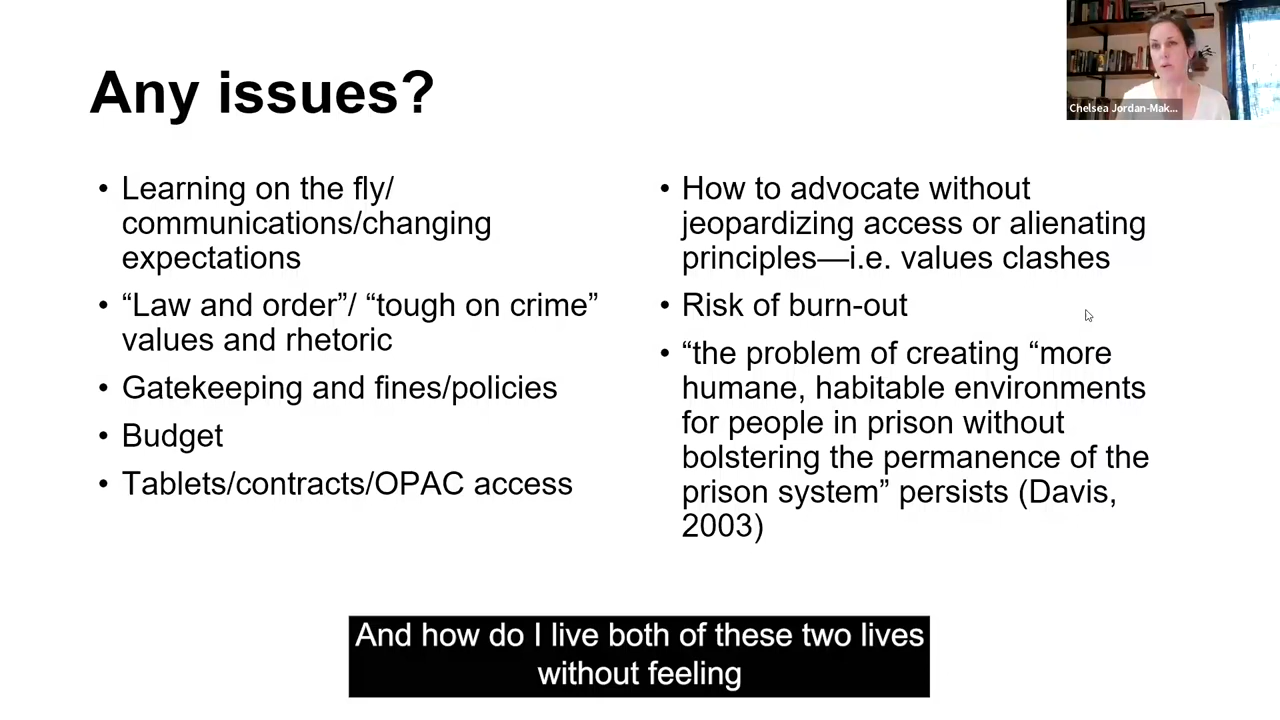 Any issues?
Chelsea Jordan-Mak...
• Learning on the fly/
communications/changing
expectations
• “Law and order”/ “tough on crime”
values and rhetoric
• Gatekeeping and fines/policies
• Budget
• Tablets/contracts/OPAC access
• How to advocate without
jeopardizing access or alienating
principles—i.e. values clashes
• Risk of burn-out
• “the problem of creating “more
humane, habitable environments
for people in prison without
bolstering the permanence of the
prison system” persists (Davis,
2003)
And how do I live both of these two lives
without feeling